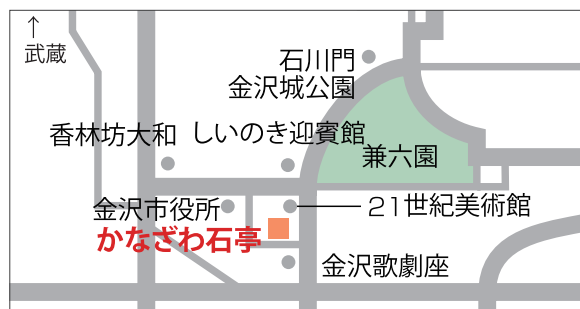 ↑
武蔵
石川門
金沢城公園
香林坊大和
しいのき迎賓館
兼六園
金沢市役所
21世紀美術館
かなざわ石亭
金沢歌劇座